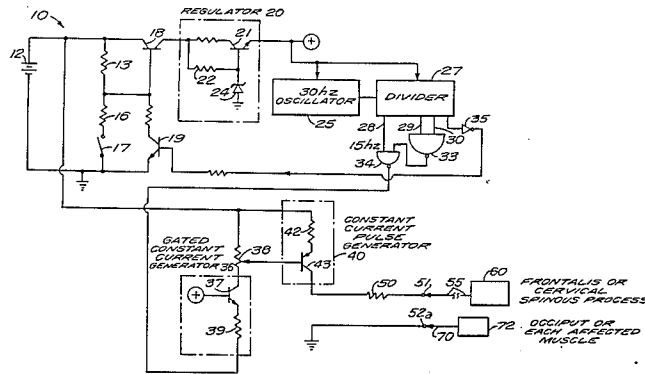 10
REGULATOR 20
12
18
21
+
13
22
24
30hz
OSCILLATOR
25
27
DIVIDER
16
17
19
28
29
30
35
15hz
34
33
42
CONSTANT
CURRENT
PULSE
GENERATOR
40
43
38
GATED
CONSTANT
CURRENT
GENERATOR 36
37
+
39
50
51
55
60
FRONTALIS OR
CERVICAL
SPINOUS PROCESS
52a
70
72
OCCIPUT OR
EACH AFFECTED
MUSCLE